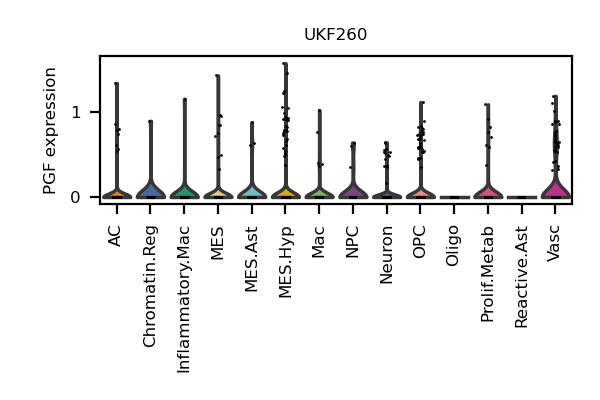 UKF260
PGF expression
1
0
AC
Chromatin.Reg
Inflammatory.Mac
MES
MES.Ast
MES.Hyp
Mac
NPC
Neuron
OPC
Oligo
Prolif.Metab
Reactive.Ast
Vasc